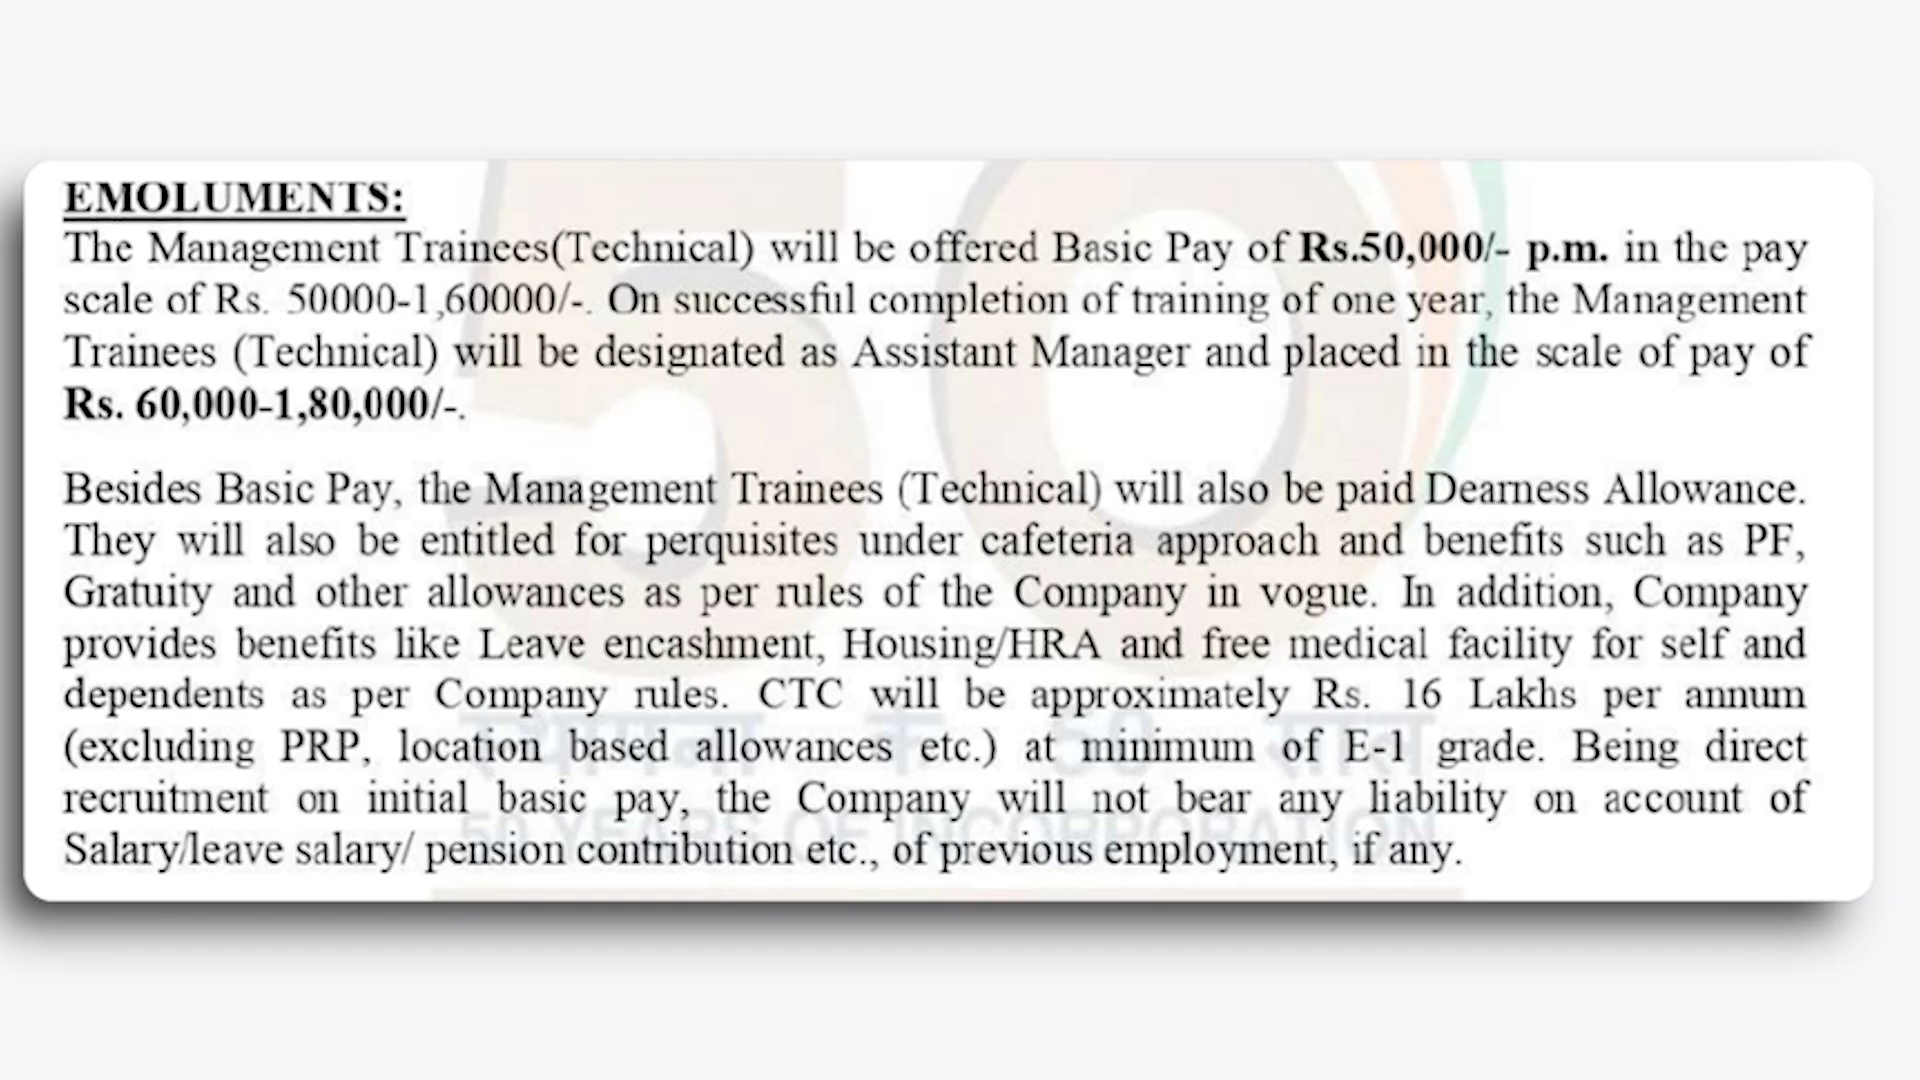 EMOLUMENTS:
The Management Trainees(Technical) will be offered Basic Pay of Rs.50,000/- p.m. in the pay
scale of Rs. 50000-1,60000/-. On successful completion of training of one year, the Management
Trainees (Technical) will be designated as Assistant Manager and placed in the scale of pay of
Rs. 60,000-1,80,000/-.
Besides Basic Pay, the Management Trainees (Technical) will also be paid Dearness Allowance.
They will also be entitled for perquisites under cafeteria approach and benefits such as PF,
Gratuity and other allowances as per rules of the Company in vogue. In addition, Company
provides benefits like Leave encashment, Housing/HRA and free medical facility for self and
dependents as per Company rules. CTC will be approximately Rs. 16 Lakhs per annum
(excluding PRP, location based allowances etc.) at minimum of E-1 grade. Being direct
recruitment on initial basic pay, the Company will not bear any liability on account of
Salary/leave salary/ pension contribution etc., of previous employment, if any.
50
स्थापना के 50 साल
50 YEARS OF INCORPORATION